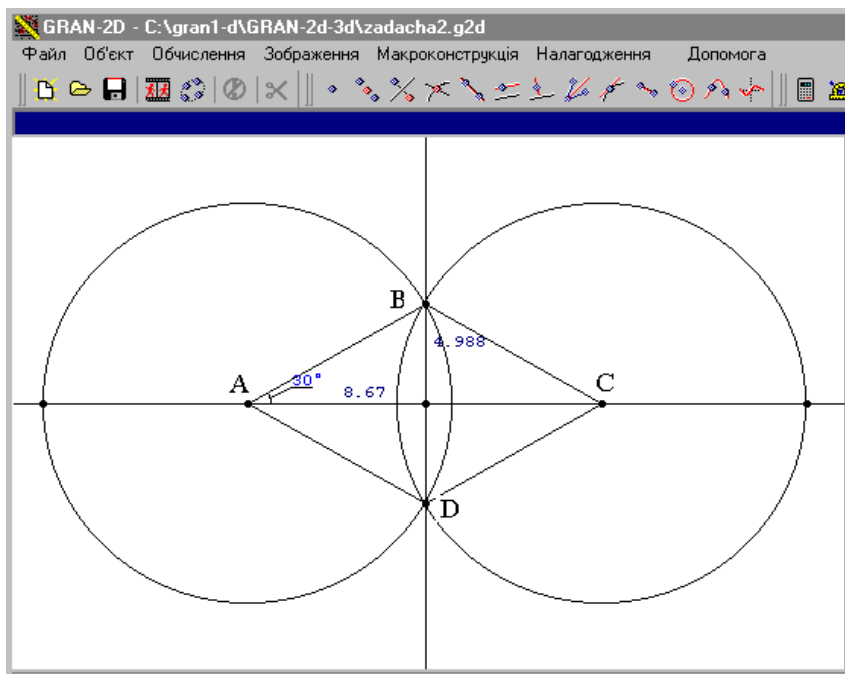 GRAN-2D - C:\gran1-d\GRAN-2d-3d\zadacha2.g2d
Файл Об'єкт Обчислення Зображення Макроконструкція Налагодження Допомога
B
4.988
A 30° 8.67 C
D